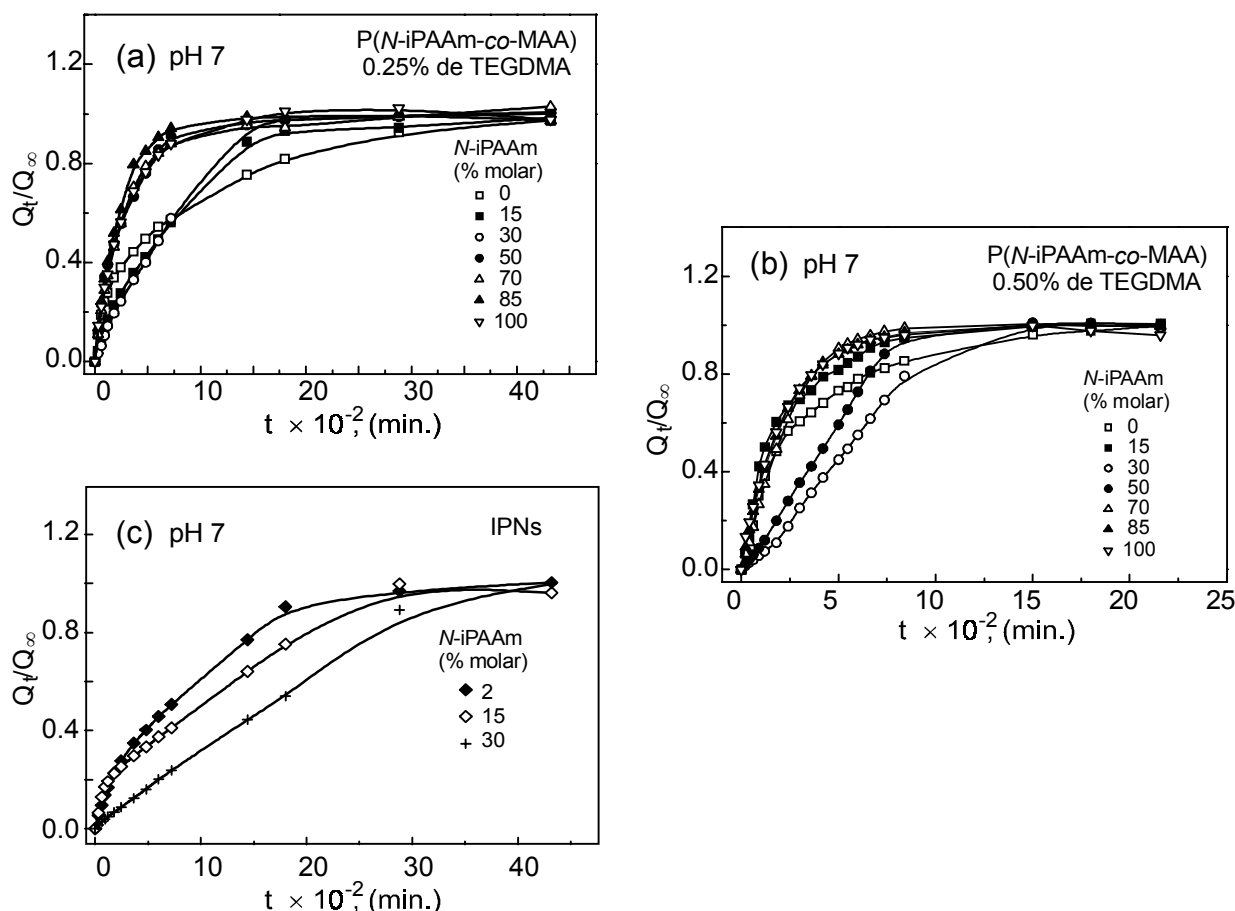 (a) pH 7
P(N-iPAAm-co-MAA)
0.25% de TEGDMA
N-iPAAm
(% molar)
0
15
30
50
70
85
100
Qt/Q∞
1.2
0.8
0.4
0.0
0 10 20 30 40
t × 10⁻², (min.)
(b) pH 7
P(N-iPAAm-co-MAA)
0.50% de TEGDMA
N-iPAAm
(% molar)
0
15
30
50
70
85
100
Qt/Q∞
1.2
0.8
0.4
0.0
0 5 10 15 20 25
t × 10⁻², (min.)
(c) pH 7
IPNs
N-iPAAm
(% molar)
2
15
30
Qt/Q∞
1.2
0.8
0.4
0.0
0 10 20 30 40
t × 10⁻², (min.)